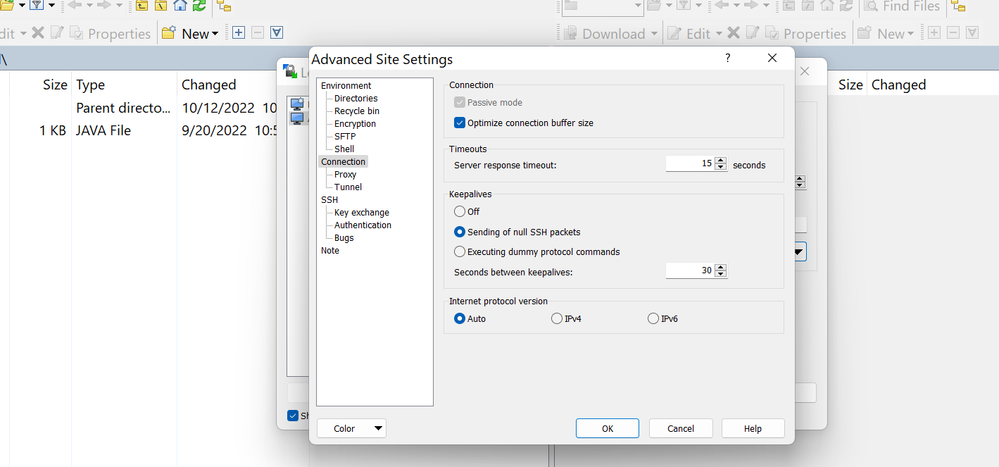 Find Files
Properties
New
Download
Edit
Properties
New
\
Advanced Site Settings
?
Size
Type
Changed
Size
Changed
Parent directo...
10/12/2022 10
1 KB
JAVA File
9/20/2022 10:5
Environment
Directories
Recycle bin
Encryption
SFTP
Shell
Connection
Proxy
Tunnel
SSH
Key exchange
Authentication
Bugs
Note
Connection
Passive mode
Optimize connection buffer size
Timeouts
Server response timeout:
15
seconds
Keepalives
Off
Sending of null SSH packets
Executing dummy protocol commands
Seconds between keepalives:
30
Internet protocol version
Auto
IPv4
IPv6
Color
OK
Cancel
Help